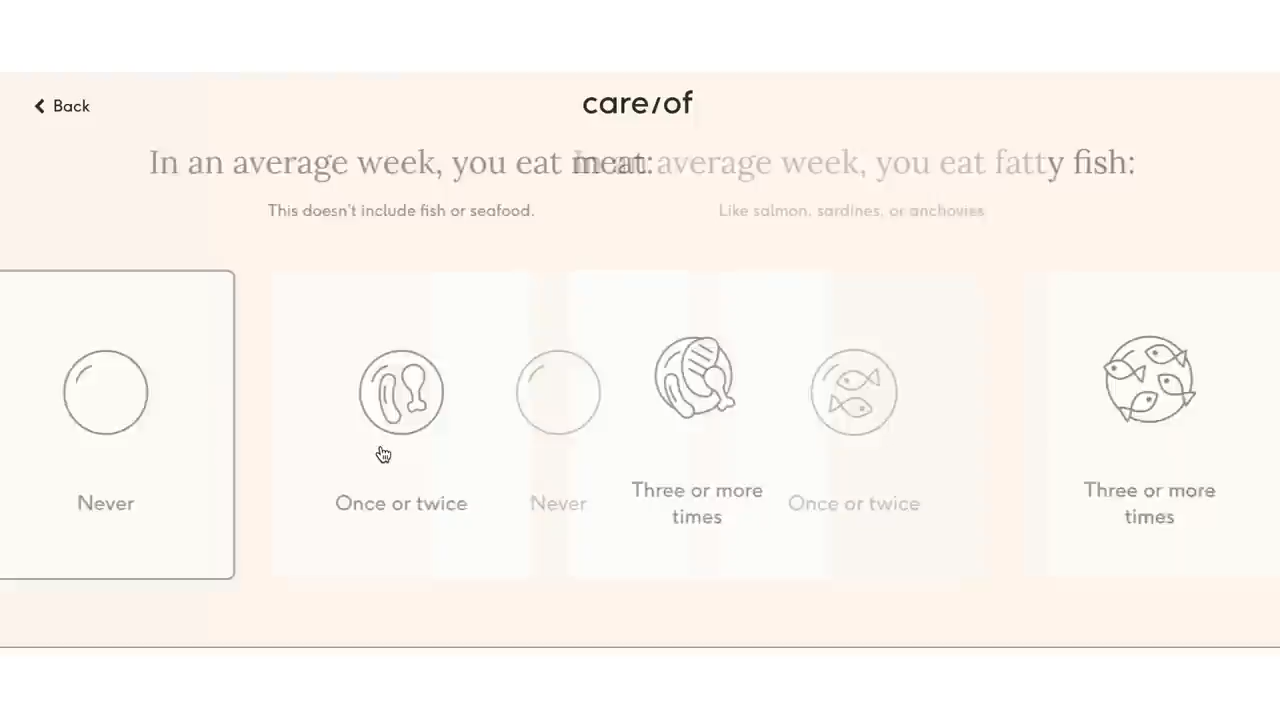 Back
care/of
In an average week, you eat meat:
In an average week, you eat fatty fish:
This doesn't include fish or seafood.
Like salmon, sardines, or anchovies
Never
Once or twice
Never
Three or more
times
Once or twice
Three or more
times